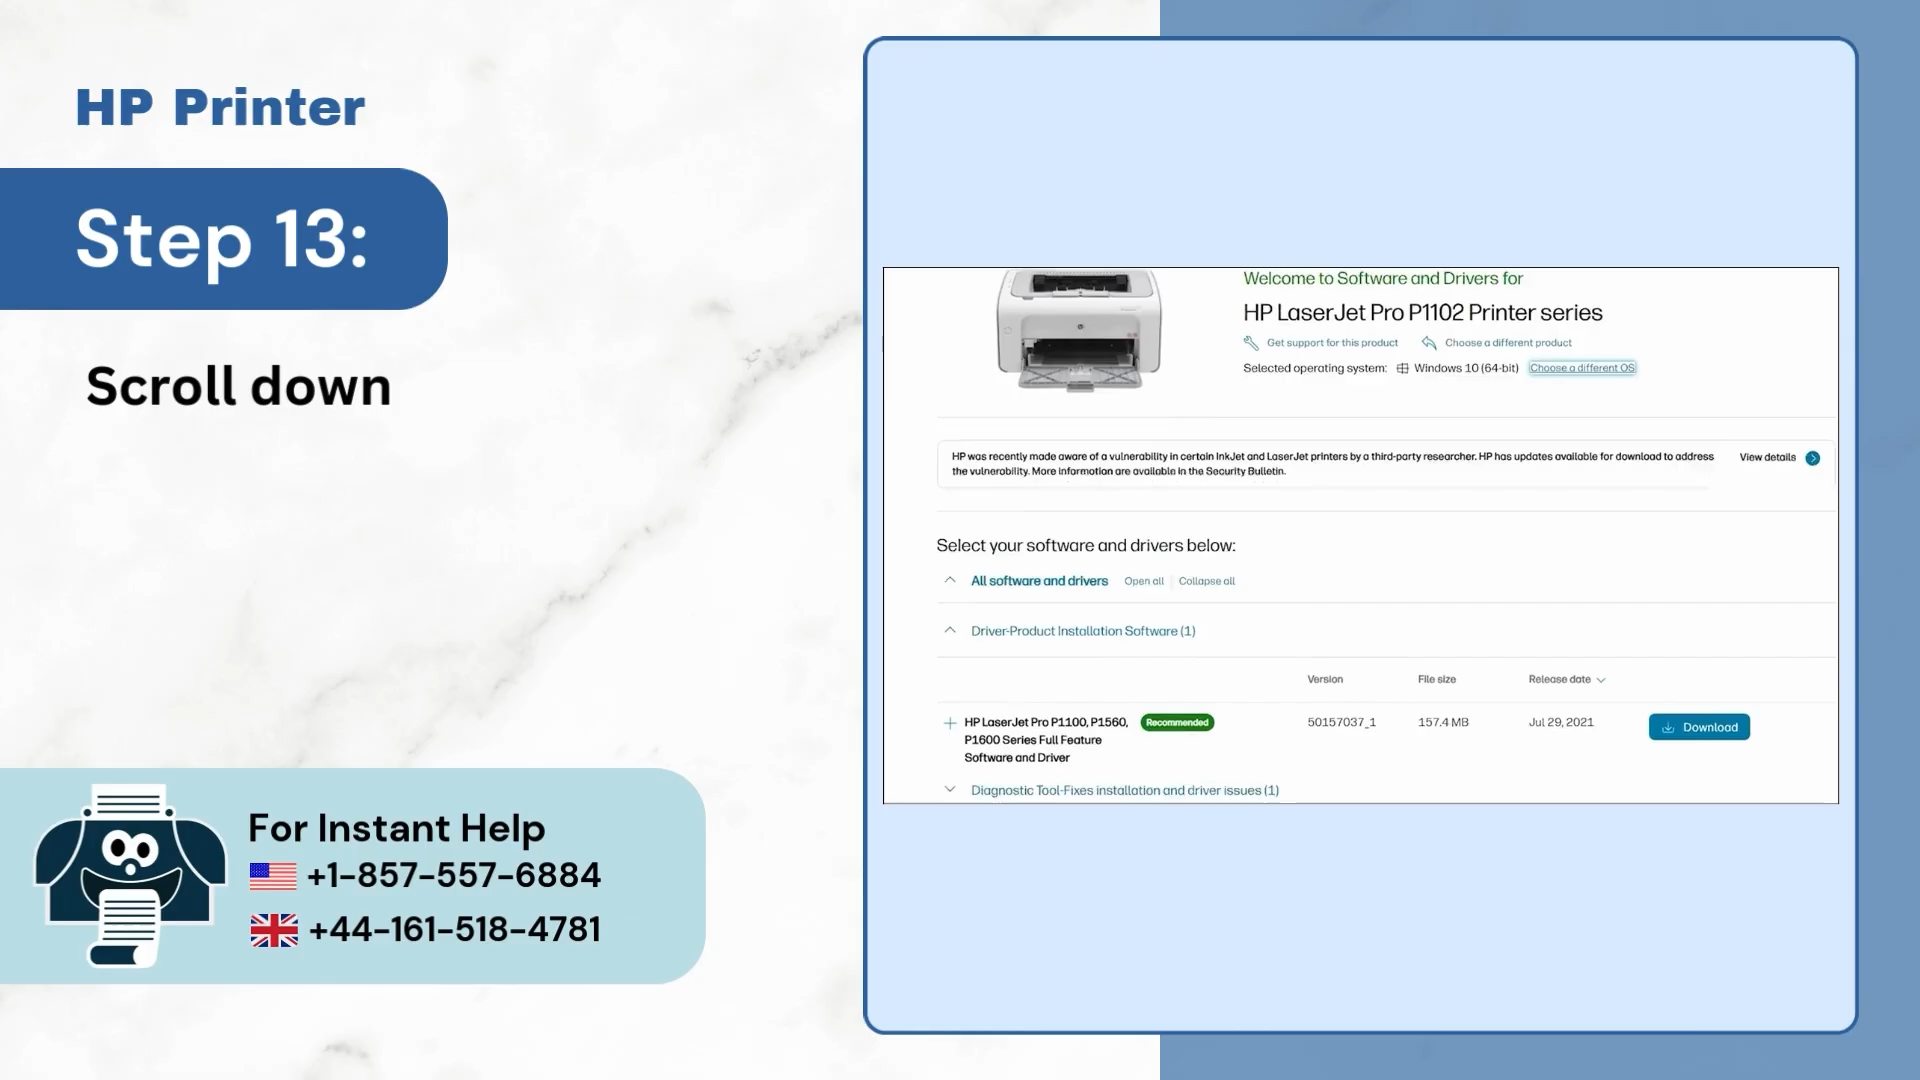 HP Printer
Step 13:
Scroll down
For Instant Help
+1-857-557-6884
+44-161-518-4781
Welcome to Software and Drivers for
HP LaserJet Pro P1102 Printer series
Get support for this product
Choose a different product
Selected operating system: Windows 10 (64-bit) Choose a different OS
HP was recently made aware of a vulnerability in certain InkJet and LaserJet printers by a third-party researcher. HP has updates available for download to address
the vulnerability. More information are available in the Security Bulletin.
View details
Select your software and drivers below:
All software and drivers Open all Collapse all
Driver-Product Installation Software (1)
Version File size Release date
HP LaserJet Pro P1100, P1560, Recommended 50157037_1 157.4 MB Jul 29, 2021 Download
P1600 Series Full Feature
Software and Driver
Diagnostic Tool-Fixes installation and driver issues (1)